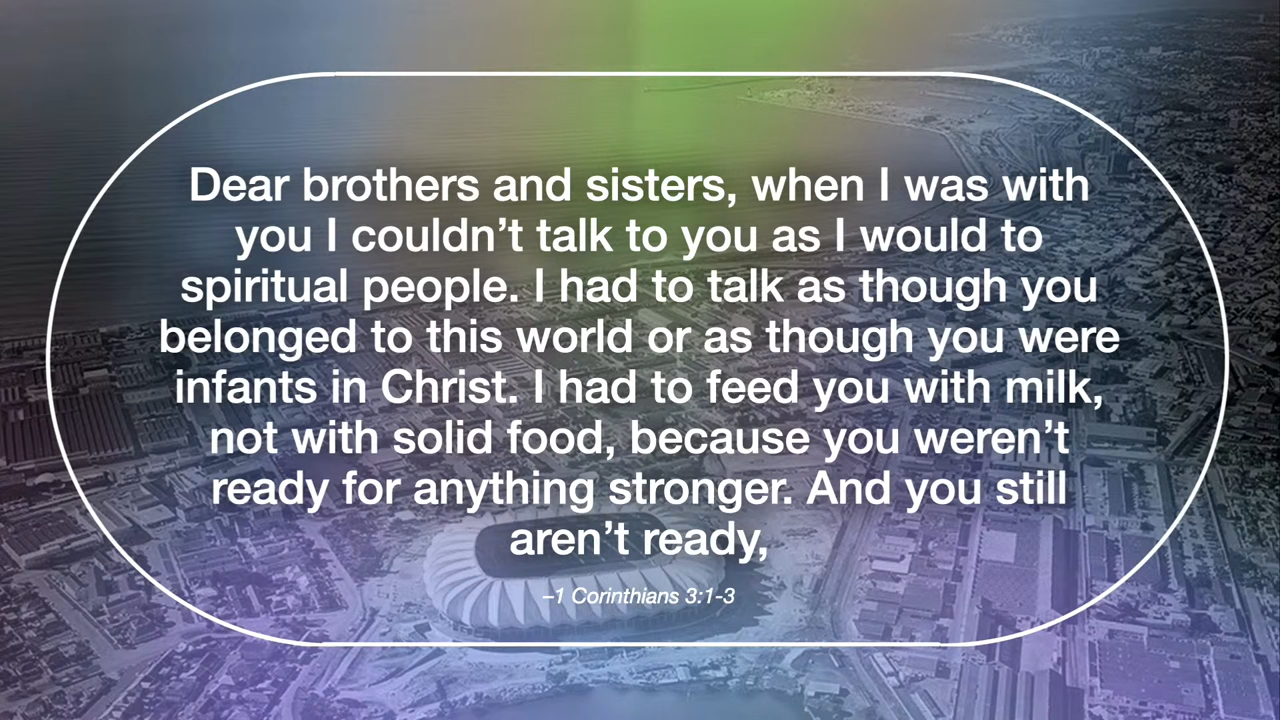 Dear brothers and sisters, when I was with
you I couldn’t talk to you as I would to
spiritual people. I had to talk as though you
belonged to this world or as though you were
infants in Christ. I had to feed you with milk,
not with solid food, because you weren’t
ready for anything stronger. And you still
aren’t ready,
–1 Corinthians 3:1-3